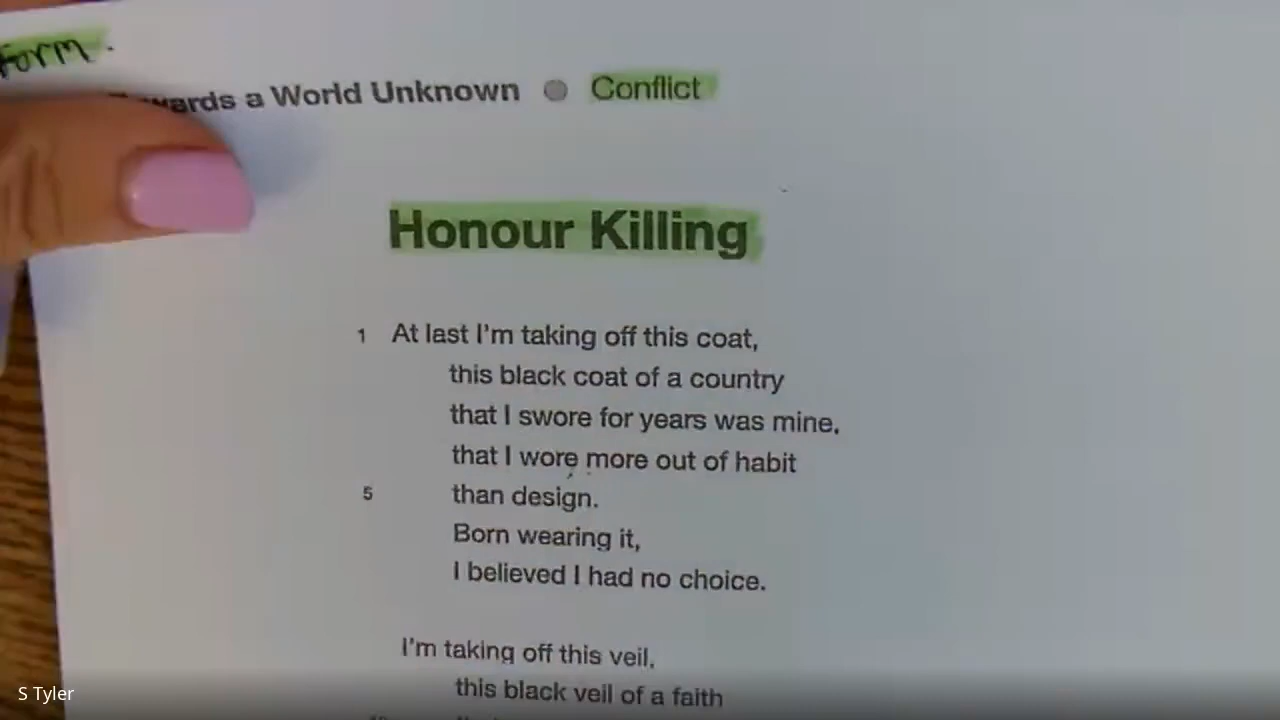 Form.
Towards a World Unknown Conflict
Honour Killing
1 At last I'm taking off this coat,
this black coat of a country
that I swore for years was mine,
that I wore more out of habit
5 than design.
Born wearing it,
I believed I had no choice.
I'm taking off this veil,
this black veil of a faith
S Tyler